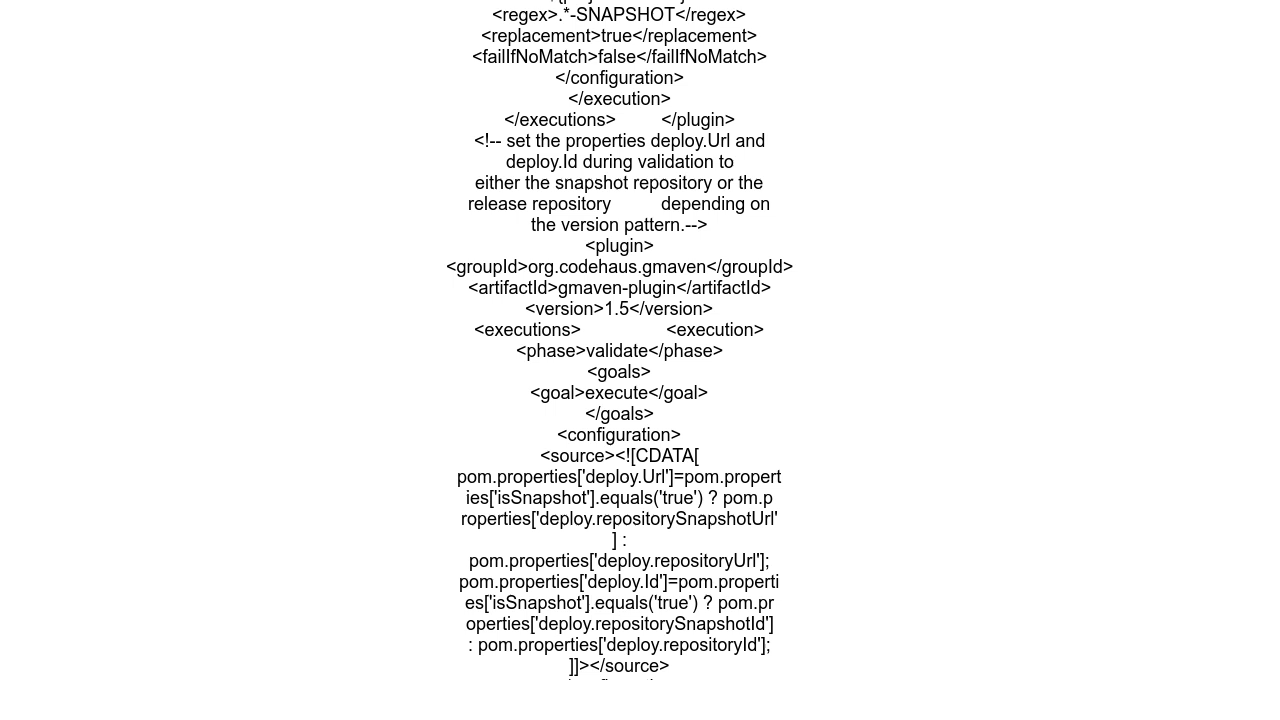 <regex>.*-SNAPSHOT</regex>
<replacement>true</replacement>
<failIfNoMatch>false</failIfNoMatch>
</configuration>
</execution>
</executions> </plugin>
<!-- set the properties deploy.Url and
deploy.Id during validation to
either the snapshot repository or the
release repository depending on
the version pattern.-->
<plugin>
<groupId>org.codehaus.gmaven</groupId>
<artifactId>gmaven-plugin</artifactId>
<version>1.5</version>
<executions> <execution>
<phase>validate</phase>
<goals>
<goal>execute</goal>
</goals>
<configuration>
<source><![CDATA[
pom.properties['deploy.Url']=pom.propert
ies['isSnapshot'].equals('true') ? pom.p
roperties['deploy.repositorySnapshotUrl'
] :
pom.properties['deploy.repositoryUrl'];
pom.properties['deploy.Id']=pom.properti
es['isSnapshot'].equals('true') ? pom.pr
operties['deploy.repositorySnapshotId']
: pom.properties['deploy.repositoryId'];
]]></source>